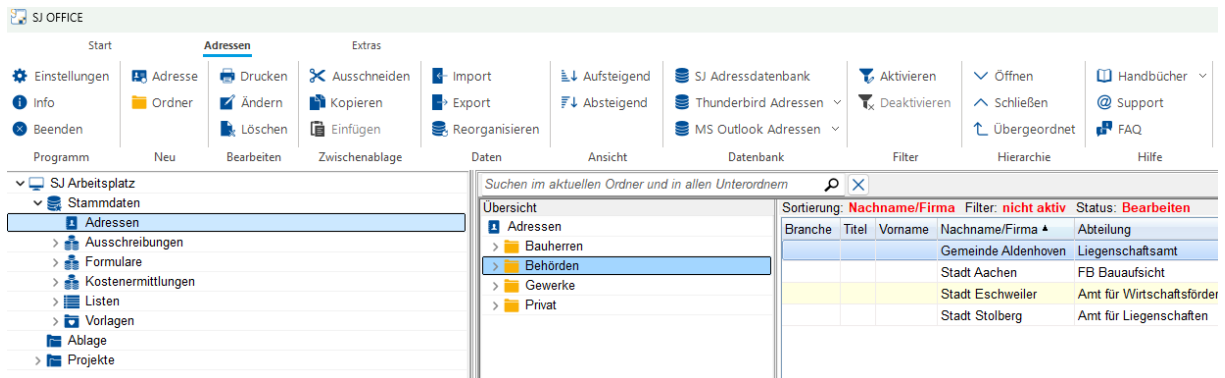 SJ OFFICE
Start Adressen Extras
Einstellungen Adresse Drucken Ausschneiden Import Aufsteigend SJ Adressdatenbank Aktivieren Öffnen Handbücher
Info Ordner Ändern Kopieren Export Absteigend Thunderbird Adressen Deaktivieren Schließen Support
Beenden Löschen Einfügen Reorganisieren MS Outlook Adressen Übergeordnet FAQ
Programm Neu Bearbeiten Zwischenablage Daten Ansicht Datenbank Filter Hierarchie Hilfe
SJ Arbeitsplatz
Stammdaten
Adressen
Ausschreibungen
Formulare
Kostenermittlungen
Listen
Vorlagen
Ablage
Projekte
Suchen im aktuellen Ordner und in allen Unterordnern
Übersicht
Adressen
Bauherren
Behörden
Gewerke
Privat
Sortierung: Nachname/Firma Filter: nicht aktiv Status: Bearbeiten
Branche Titel Vorname Nachname/Firma Abteilung
Gemeinde Aldenhoven Liegenschaftsamt
Stadt Aachen FB Bauaufsicht
Stadt Eschweiler Amt für Wirtschaftsförder
Stadt Stolberg Amt für Liegenschaften